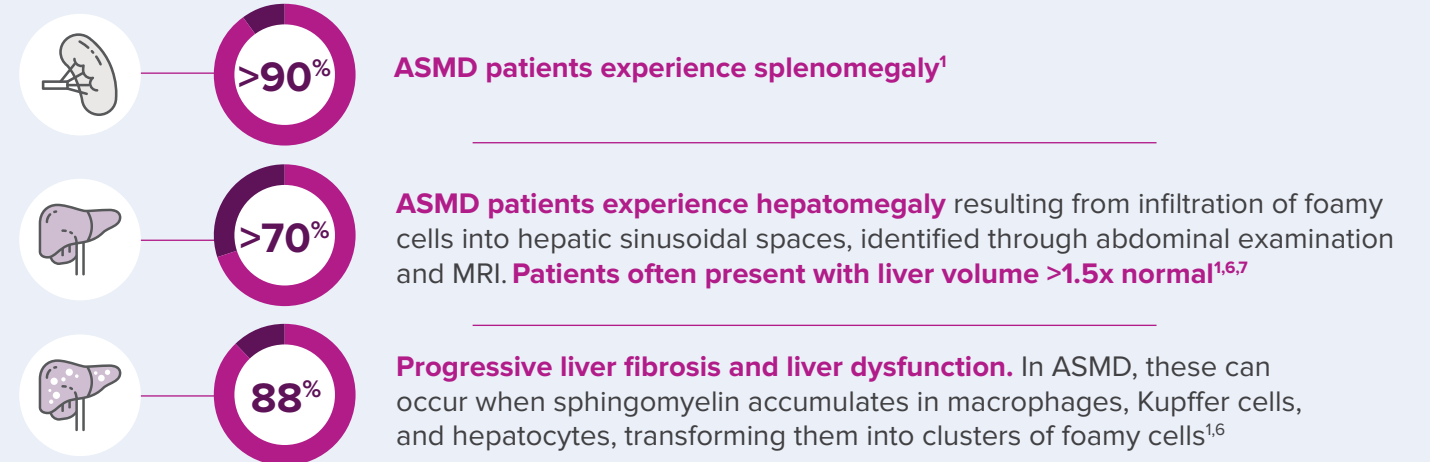 >90%
ASMD patients experience splenomegaly1
>70%
ASMD patients experience hepatomegaly resulting from infiltration of foamy
cells into hepatic sinusoidal spaces, identified through abdominal examination
and MRI. Patients often present with liver volume >1.5x normal1,6,7
88%
Progressive liver fibrosis and liver dysfunction. In ASMD, these can
occur when sphingomyelin accumulates in macrophages, Kupffer cells,
and hepatocytes, transforming them into clusters of foamy cells1,6